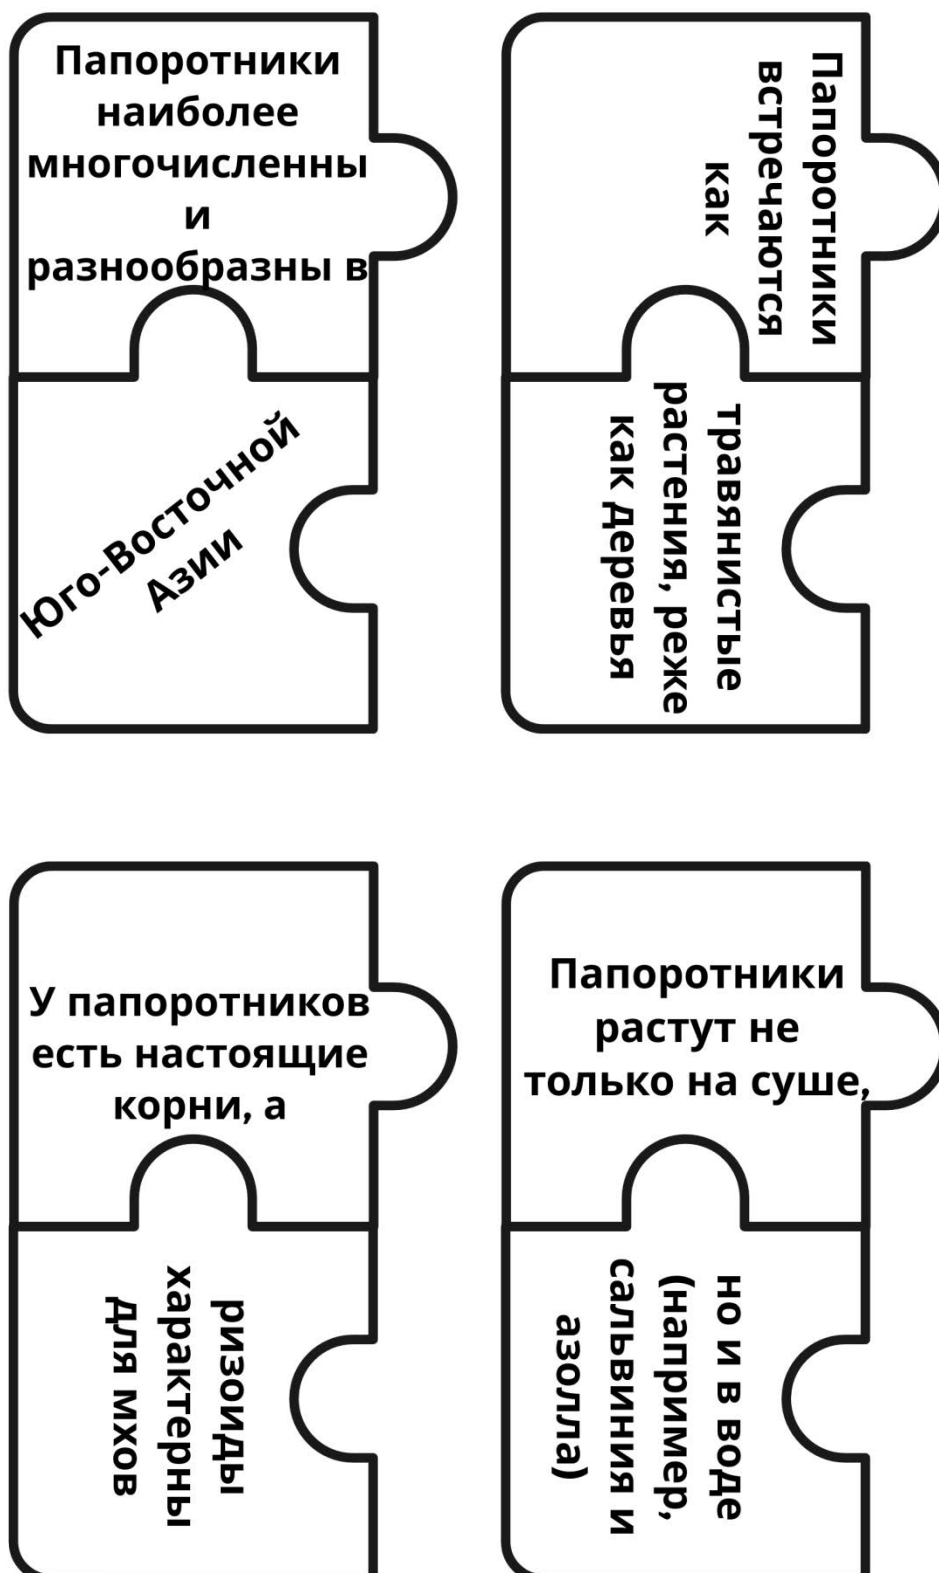 Папоротники
наиболее
многочисленны
и
разнообразны в
Юго-Восточной
Азии
Папоротники
встречаются
как
травянистые
растения, реже
как деревья
У папоротников
есть настоящие
корни, а
ризоиды
характерны
для мхов
Папоротники
растут не
только на суше,
но и в воде
(например,
сальвиния и
азолла)